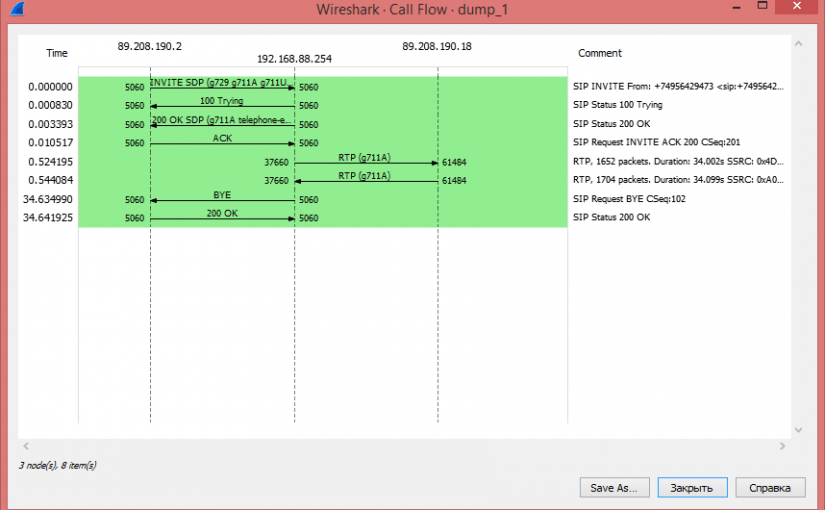 Wireshark · Call Flow · dump_1
89.208.190.2 89.208.190.18
Time 192.168.88.254 Comment
0.000000 5060 INVITE SDP (g729 g711A g711U... 5060 SIP INVITE From: +74956429473 <sip:+7495642...
0.000830 5060 100 Trying 5060 SIP Status 100 Trying
0.003393 5060 200 OK SDP (g711A telephone-e... 5060 SIP Status 200 OK
0.010517 5060 ACK 5060 SIP Request INVITE ACK 200 CSeq:201
0.524195 37660 RTP (g711A) 61484 RTP, 1652 packets. Duration: 34.002s SSRC: 0x4D...
0.544084 37660 RTP (g711A) 61484 RTP, 1704 packets. Duration: 34.099s SSRC: 0xA0...
34.634990 5060 BYE 5060 SIP Request BYE CSeq:102
34.641925 5060 200 OK 5060 SIP Status 200 OK
3 node(s), 8 item(s)
Save As... Закрыть Справка